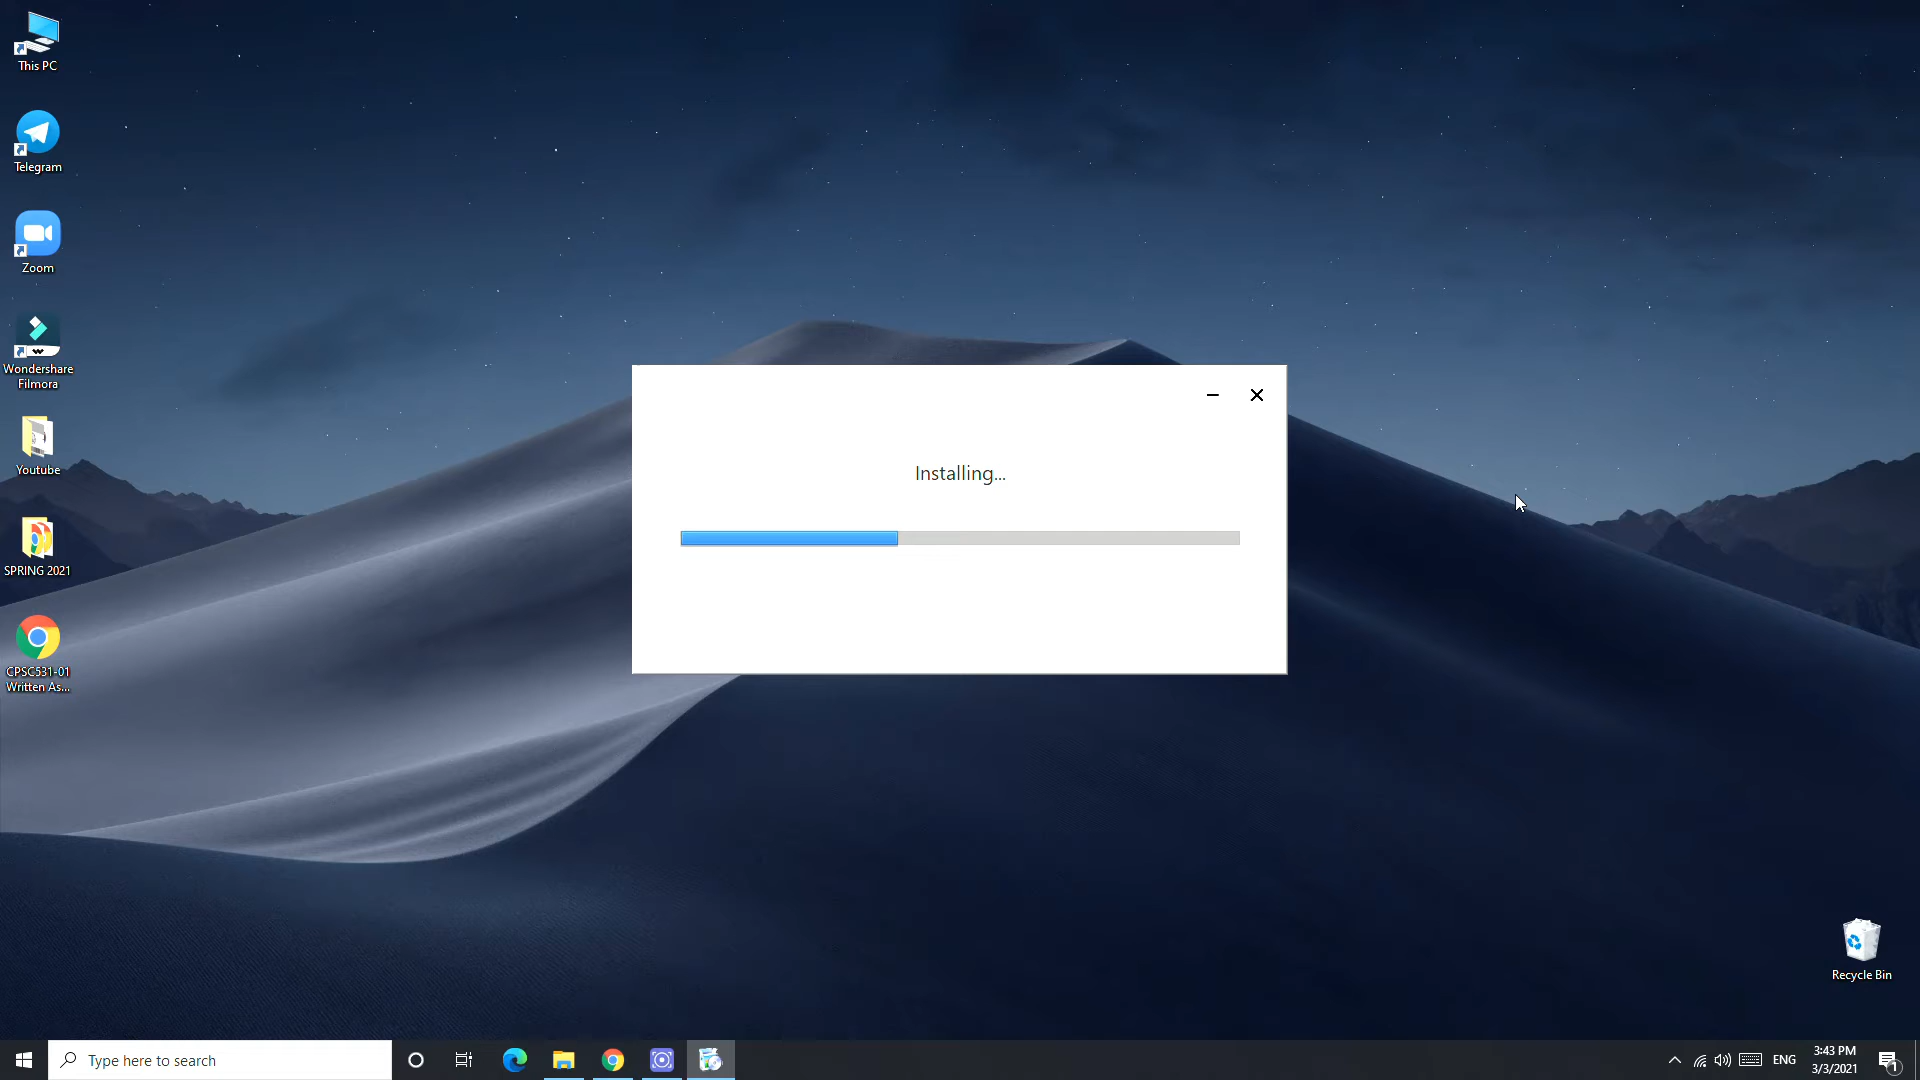 This PC
Telegram
Zoom
Wondershare
Filmora
Youtube
SPRING 2021
CPSC531-01
Written As...
Installing...
Recycle Bin
Type here to search
ENG
3:43 PM
3/3/2021
1